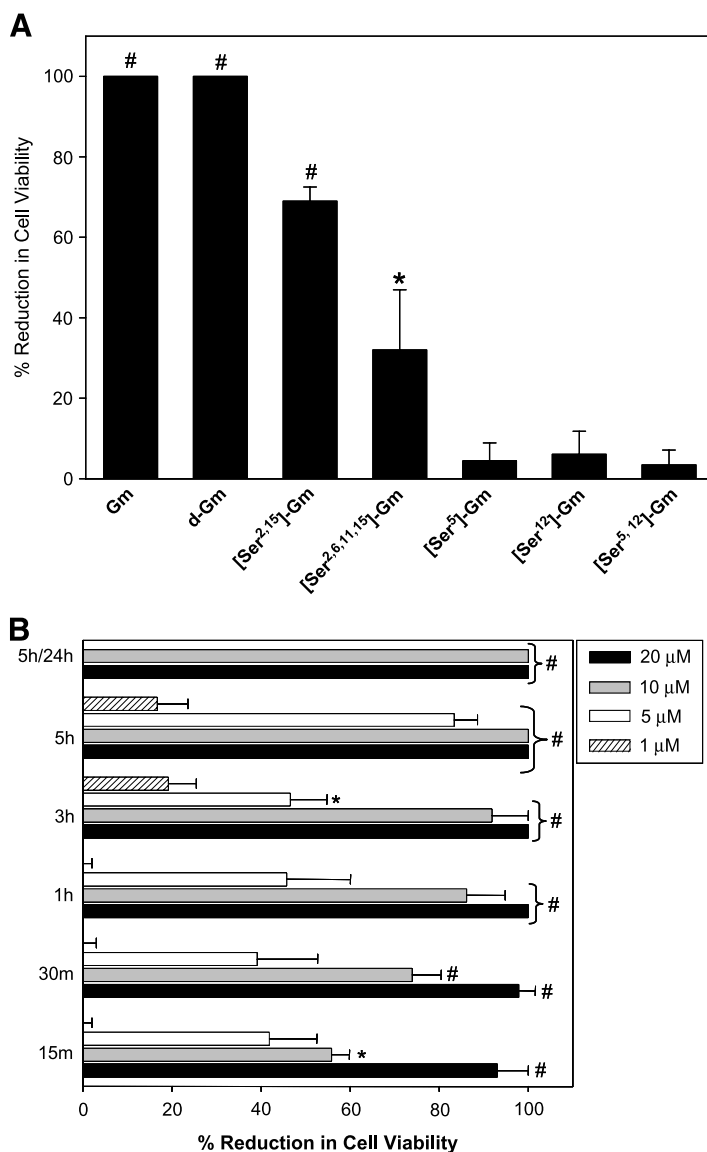 A
% Reduction in Cell Viability
100
80
60
40
20
0
#
#
#
*
Gm
d-Gm
[Ser2,15]-Gm
[Ser2,6,11,15]-Gm
[Ser5]-Gm
[Ser12]-Gm
[Ser5, 12]-Gm
B
5h/24h
#
5h
#
3h
*
#
1h
#
30m
#
#
15m
*
#
20 μM
10 μM
5 μM
1 μM
0
20
40
60
80
100
% Reduction in Cell Viability